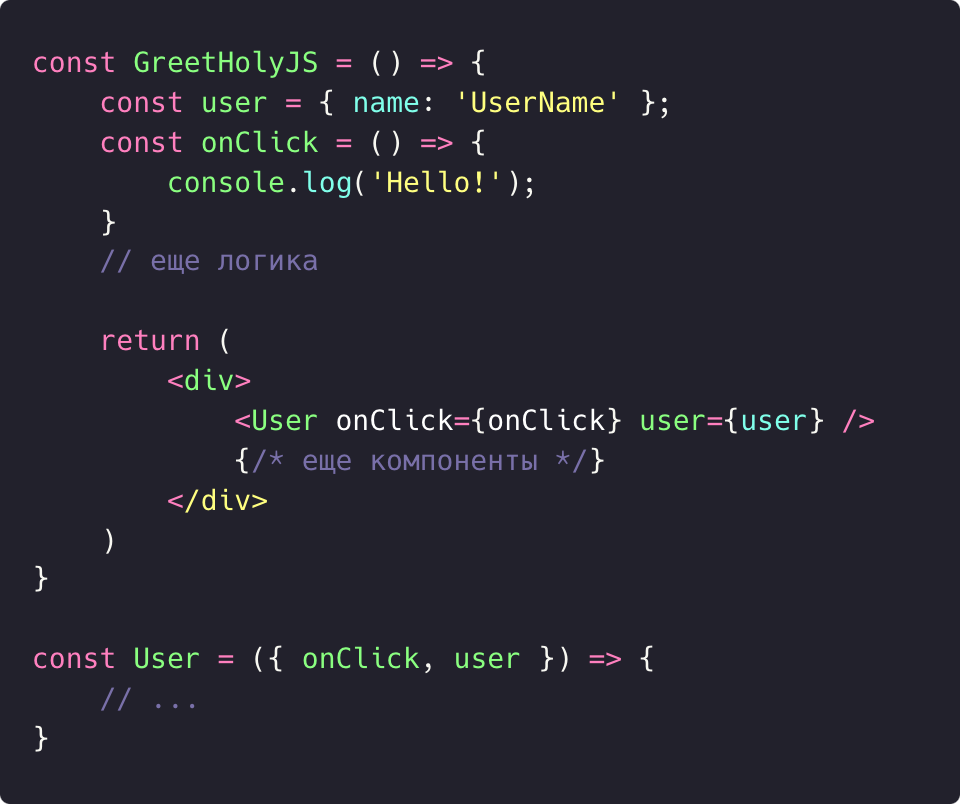 const GreetHolyJS = () => {
    const user = { name: 'UserName' };
    const onClick = () => {
        console.log('Hello!');
    }
    // еще логика

    return (
        <div>
            <User onClick={onClick} user={user} />
            {/* еще компоненты */}
        </div>
    )
}

const User = ({ onClick, user }) => {
    // ...
}